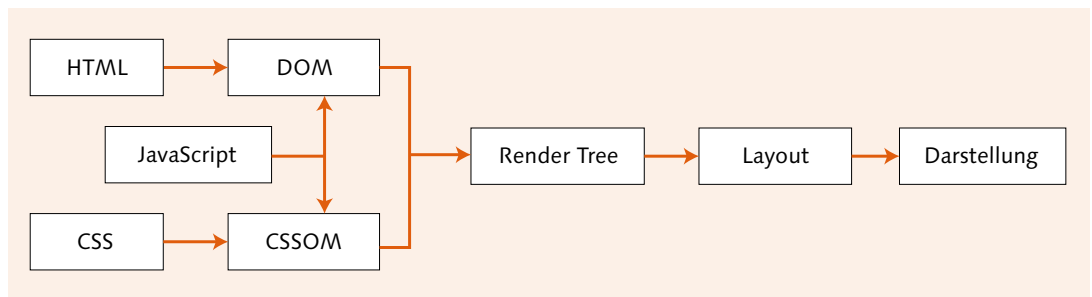 HTML
DOM
JavaScript
Render Tree
Layout
Darstellung
CSS
CSSOM